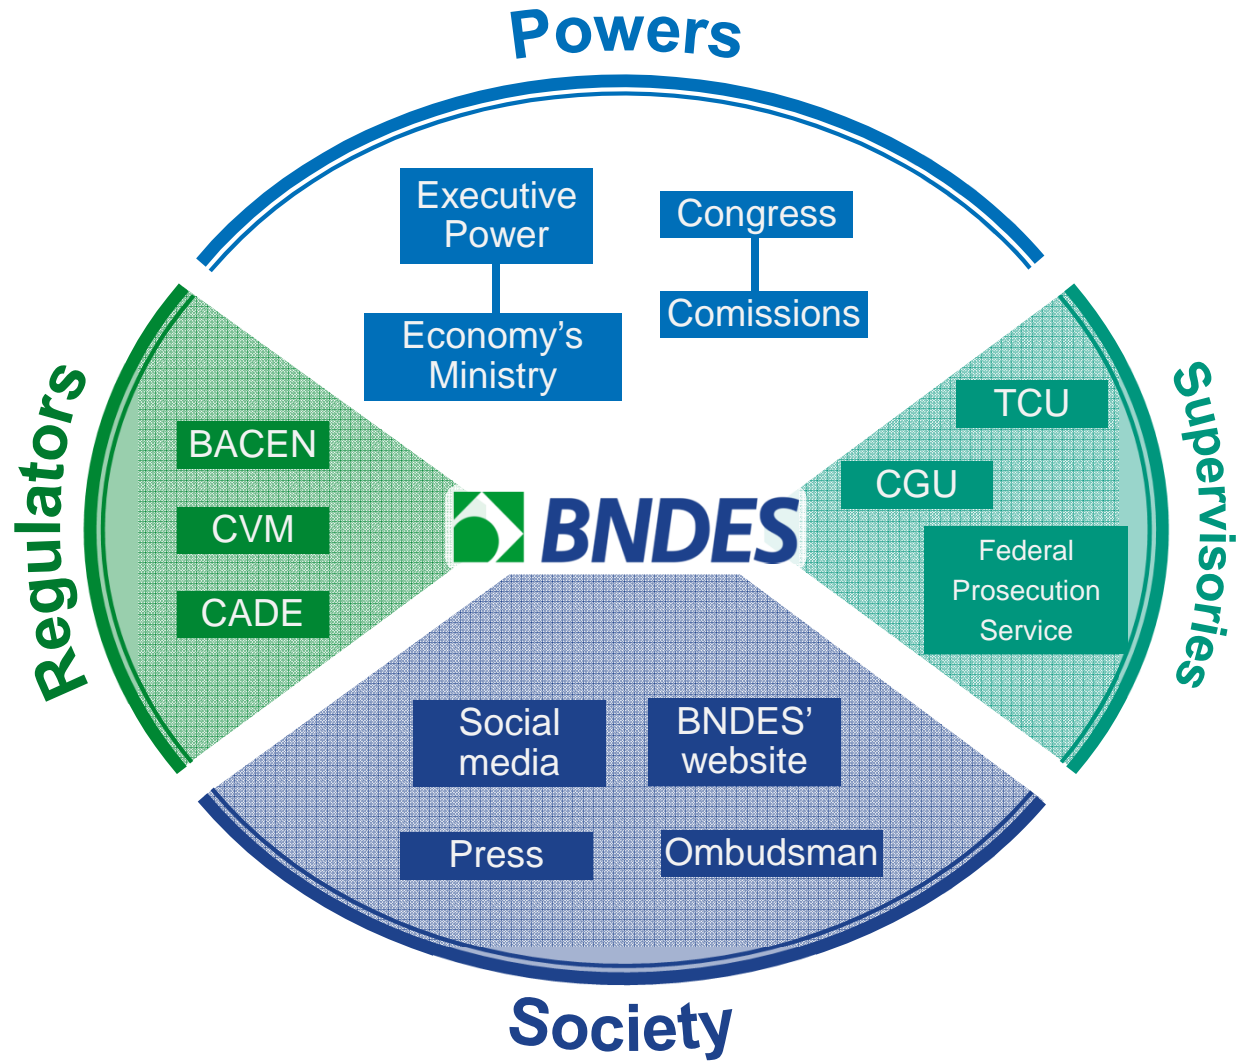 Powers
Executive
Power
Congress
Economy's
Ministry
Comissions
Regulators
BACEN
CVM
CADE
BNDES
Supervisories
TCU
CGU
Federal
Prosecution
Service
Social
media
BNDES'
website
Press
Ombudsman
Society